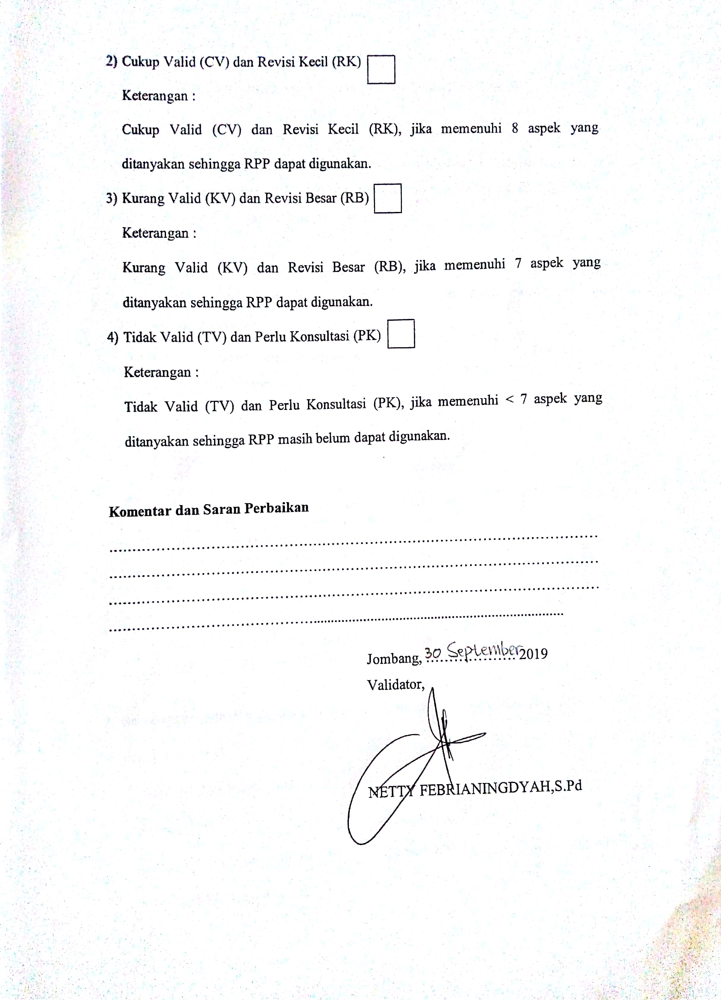 2) Cukup Valid (CV) dan Revisi Kecil (RK)
Keterangan :
Cukup Valid (CV) dan Revisi Kecil (RK), jika memenuhi 8 aspek yang
ditanyakan sehingga RPP dapat digunakan.
3) Kurang Valid (KV) dan Revisi Besar (RB)
Keterangan :
Kurang Valid (KV) dan Revisi Besar (RB), jika memenuhi 7 aspek yang
ditanyakan sehingga RPP dapat digunakan.
4) Tidak Valid (TV) dan Perlu Konsultasi (PK)
Keterangan :
Tidak Valid (TV) dan Perlu Konsultasi (PK), jika memenuhi < 7 aspek yang
ditanyakan sehingga RPP masih belum dapat digunakan.
Komentar dan Saran Perbaikan
Jombang, 30 September 2019
Validator,
NETTY FEBRIANINGDYAH,S.Pd